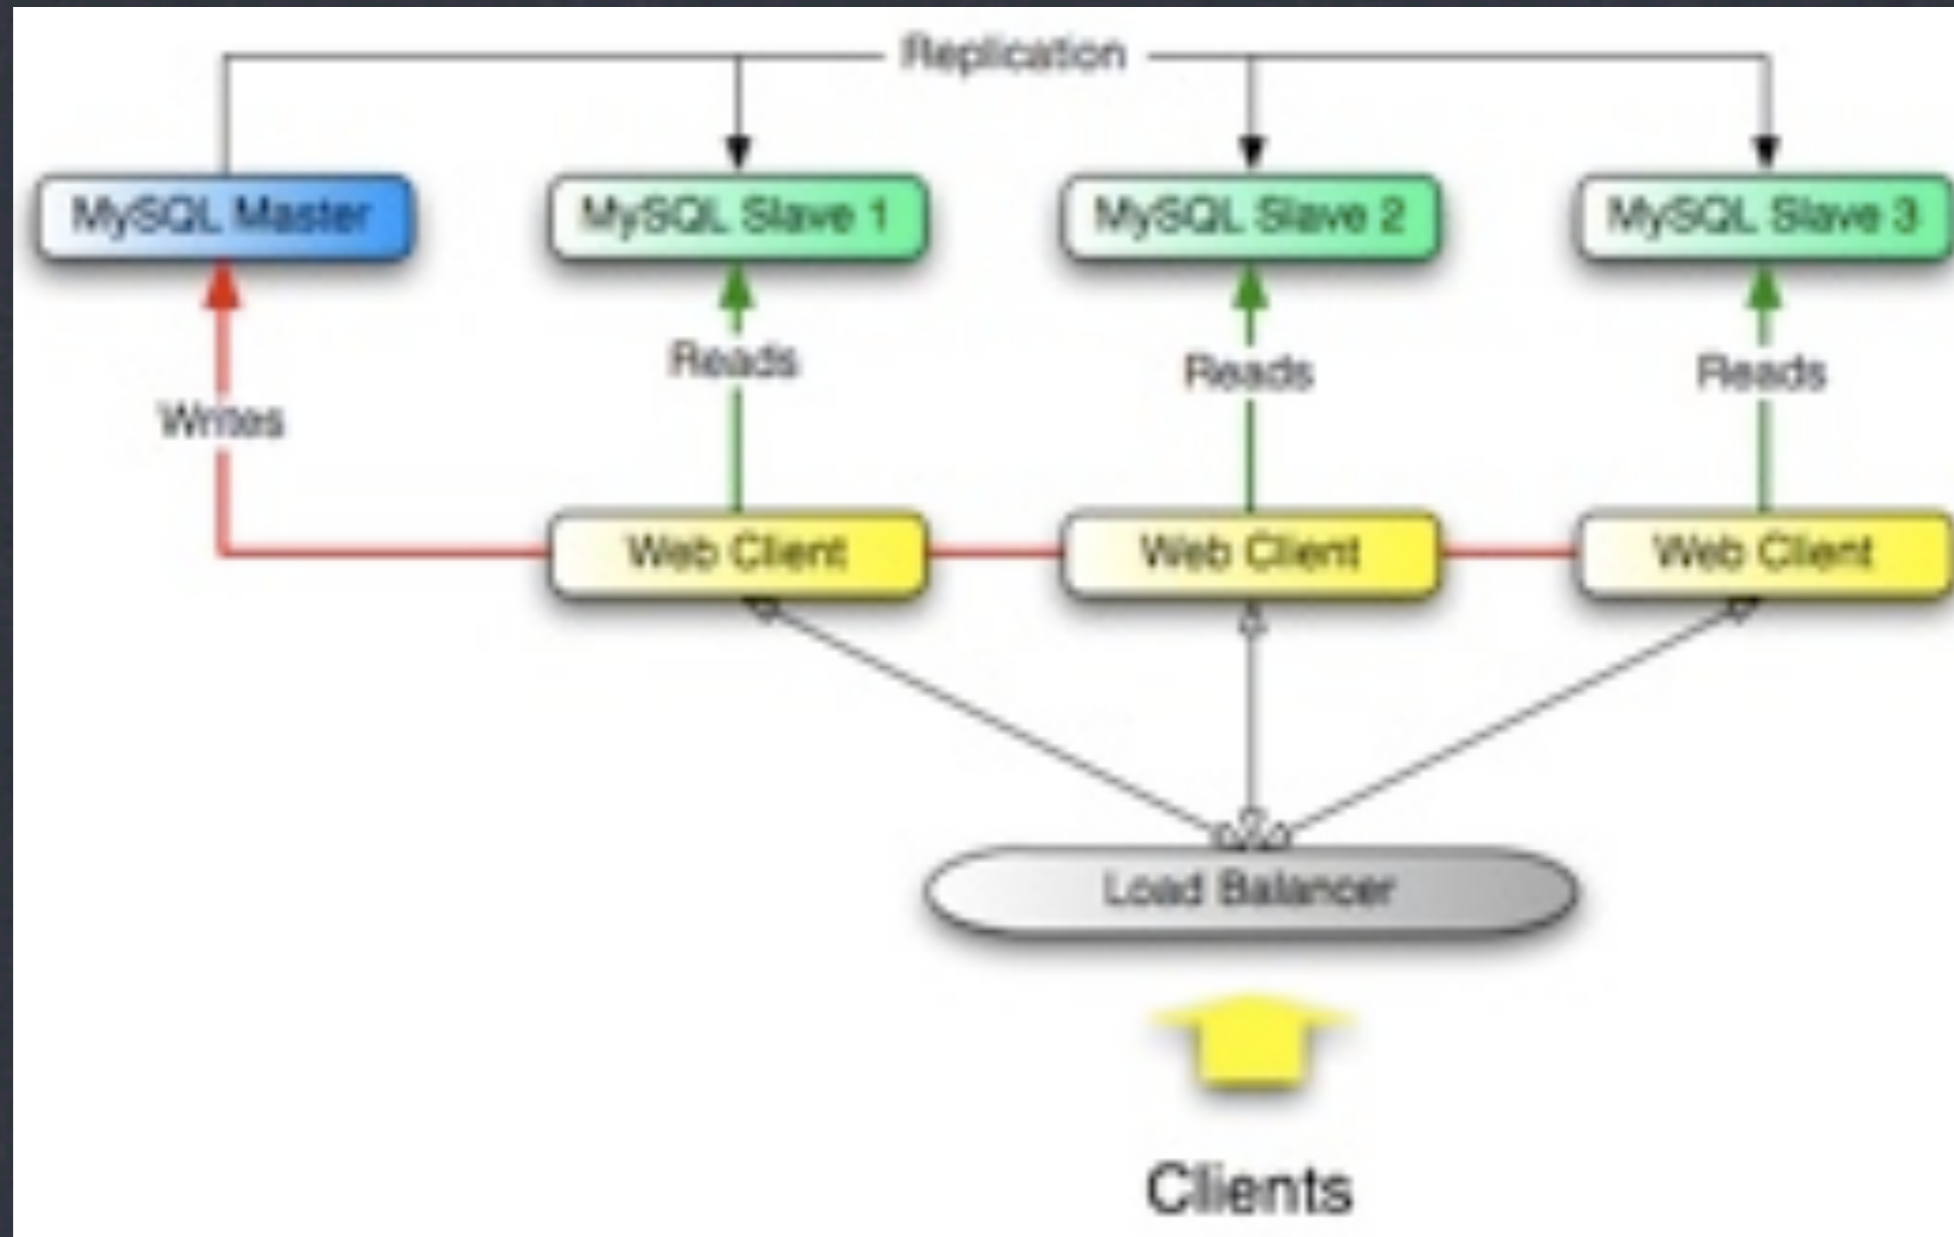 Replication
MySQL Master
MySQL Slave 1
MySQL Slave 2
MySQL Slave 3
Writes
Reads
Reads
Reads
Web Client
Web Client
Web Client
Load Balancer
Clients